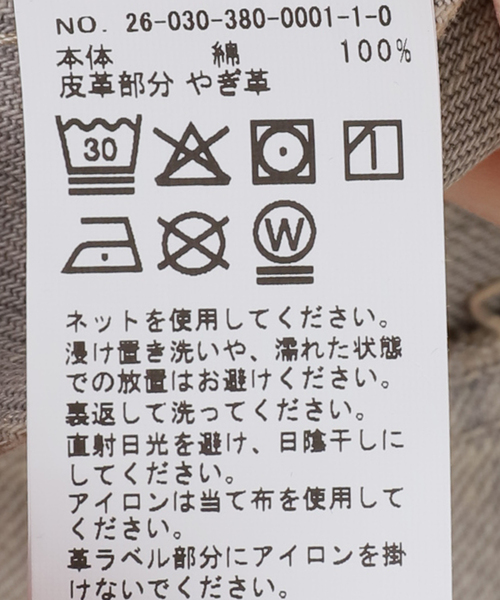 NO. 26-030-380-0001-1-0
本体 綿 100%
皮革部分 やぎ革
30
W
ネットを使用してください。
浸け置き洗いや、濡れた状態
での放置はお避けください。
裏返して洗ってください。
直射日光を避け、日陰干しに
してください。
アイロンは当て布を使用して
ください。
革ラベル部分にアイロンを掛
けないでください。